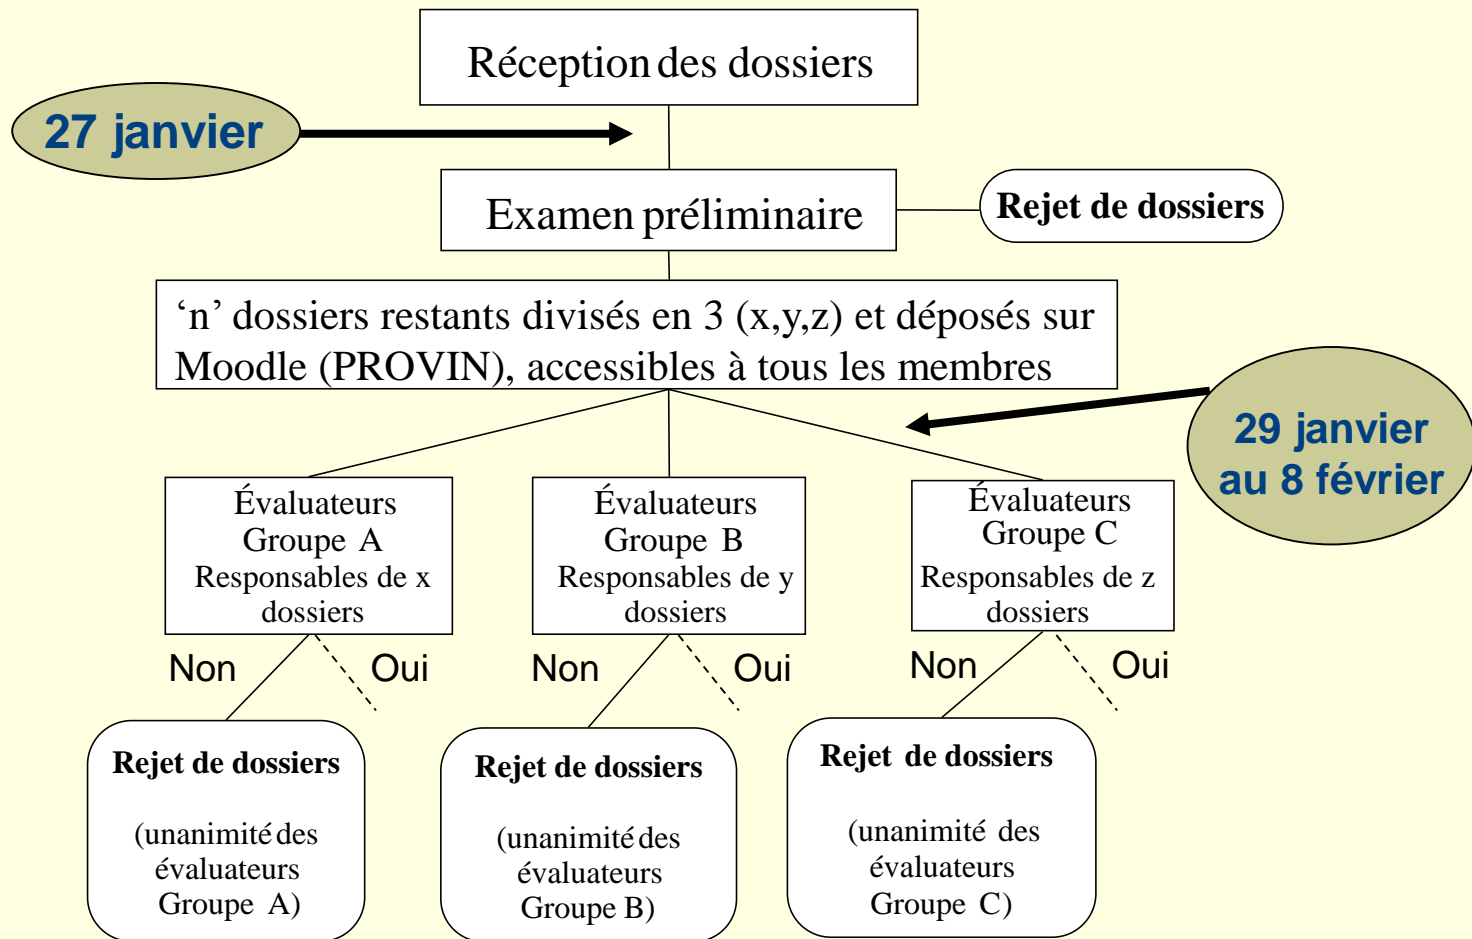 Réception des dossiers
27 janvier
Examen préliminaire
Rejet de dossiers
‘n’ dossiers restants divisés en 3 (x,y,z) et déposés sur
Moodle (PROVIN), accessibles à tous les membres
29 janvier
au 8 février
Évaluateurs
Groupe A
Responsables de x
dossiers
Évaluateurs
Groupe B
Responsables de y
dossiers
Évaluateurs
Groupe C
Responsables de z
dossiers
Non
Oui
Non
Oui
Non
Oui
Rejet de dossiers
(unanimité des
évaluateurs
Groupe A)
Rejet de dossiers
(unanimité des
évaluateurs
Groupe B)
Rejet de dossiers
(unanimité des
évaluateurs
Groupe C)